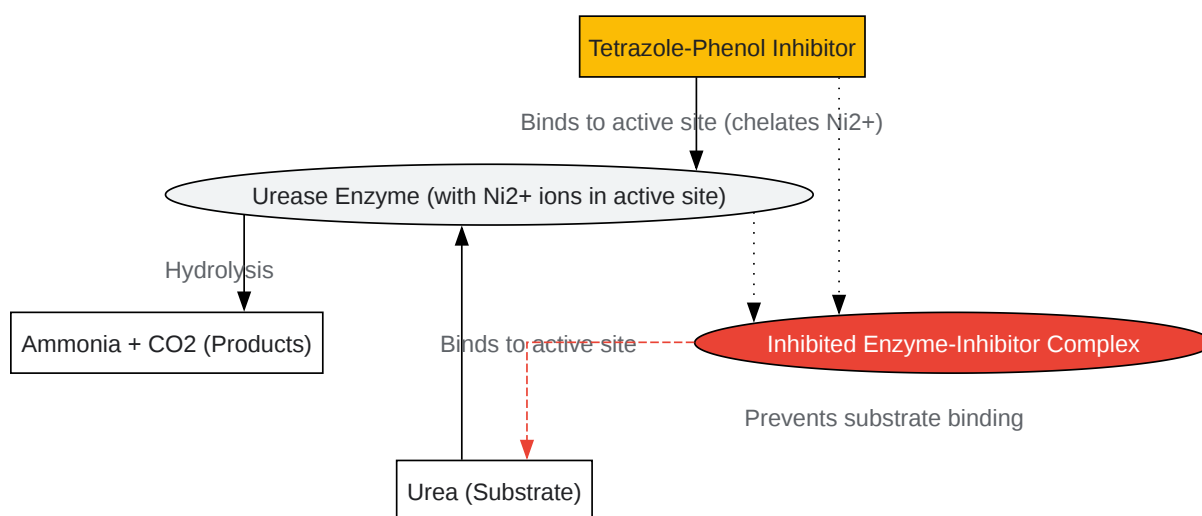 Tetrazole-Phenol Inhibitor
Binds to active site (chelates Ni2+)
Urease Enzyme (with Ni2+ ions in active site)
Hydrolysis
Ammonia + CO2 (Products)
Binds to active site
Inhibited Enzyme-Inhibitor Complex
Prevents substrate binding
Urea (Substrate)